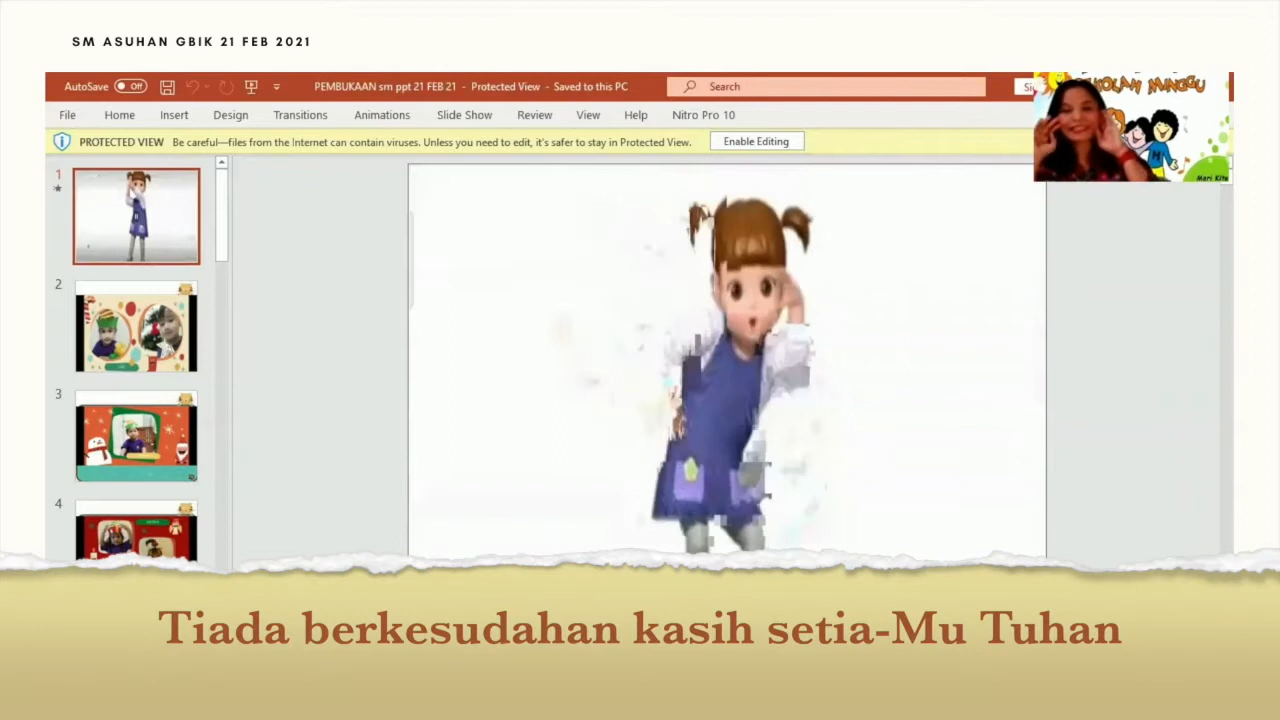 SM ASUHAN GBIK 21 FEB 2021
AutoSave Off PEMBUKAAN sm ppt 21 FEB 21 - Protected View - Saved to this PC Search
File Home Insert Design Transitions Animations Slide Show Review View Help Nitro Pro 10
PROTECTED VIEW Be careful—files from the Internet can contain viruses. Unless you need to edit, it's safer to stay in Protected View. Enable Editing
MINGGU
H
Mari Kita
1
2
3
4
Tiada berkesudahan kasih setia-Mu Tuhan